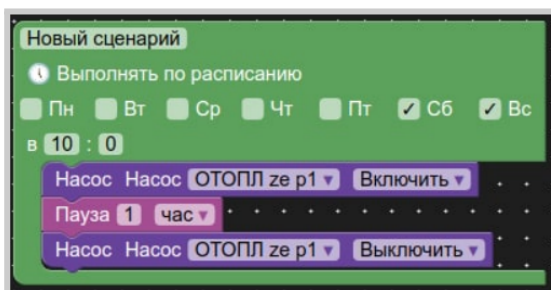 Новый сценарий
Выполнять по расписанию
Пн Вт Ср Чт Пт Сб Вс
в 10 : 0
Насос Насос ОТОПЛ ze p1 Включить
Пауза 1 час
Насос Насос ОТОПЛ ze p1 Выключить